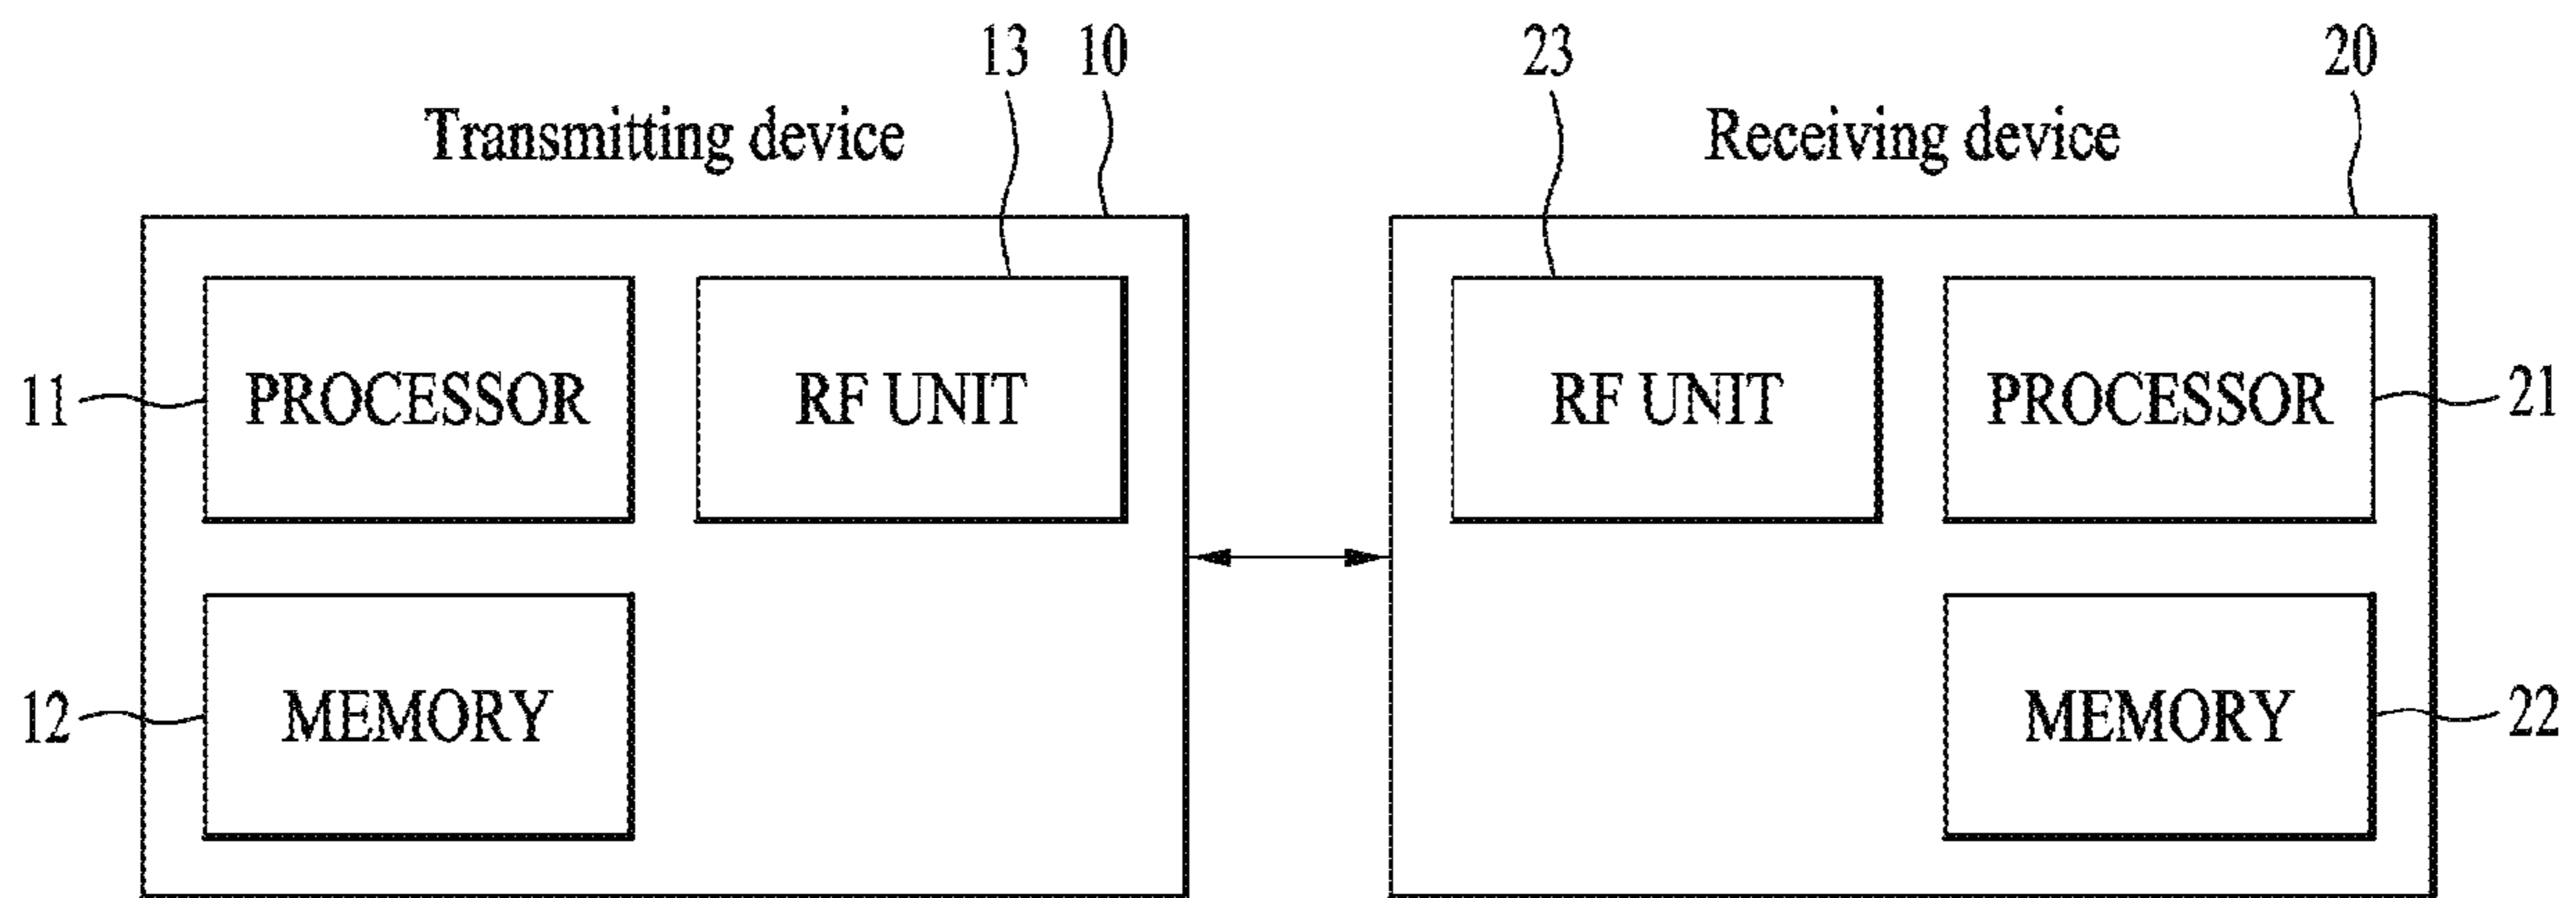 13 10 23 20
Transmitting device Receiving device
11 PROCESSOR RF UNIT RF UNIT PROCESSOR 21
12 MEMORY MEMORY 22